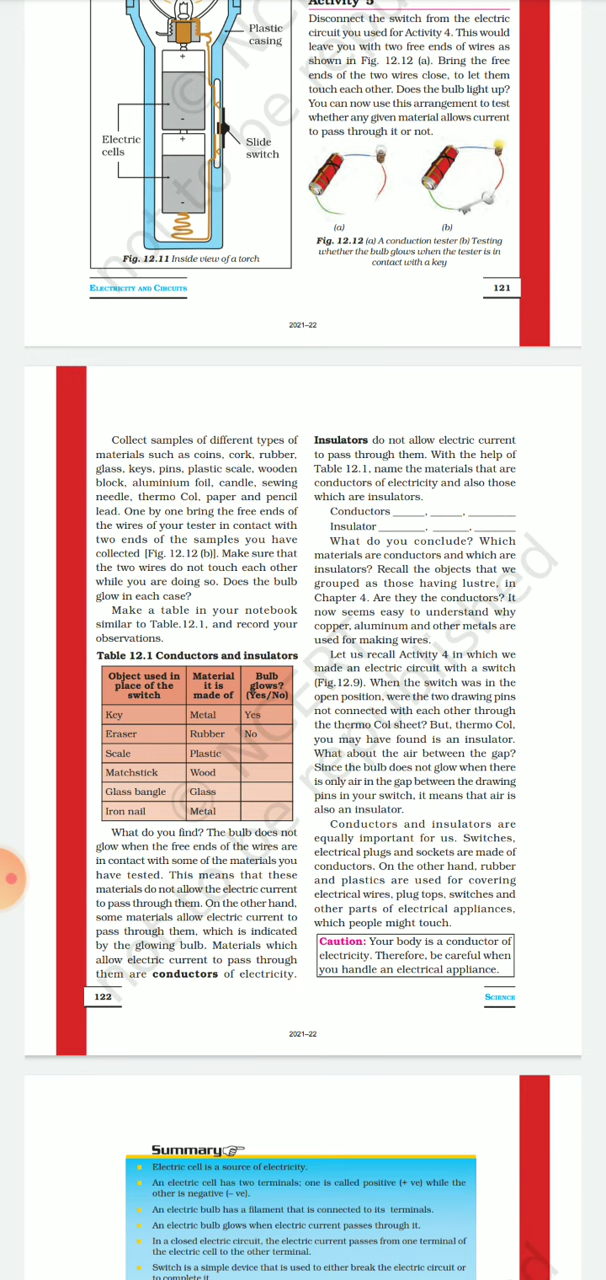 Activity 5
Plastic
casing
+
-
Electric
cells
+
-
Slide
switch
Fig. 12.11 Inside view of a torch
Disconnect the switch from the electric
circuit you used for Activity 4. This would
leave you with two free ends of wires as
shown in Fig. 12.12 (a). Bring the free
ends of the two wires close, to let them
touch each other. Does the bulb light up?
You can now use this arrangement to test
whether any given material allows current
to pass through it or not.
(a)
(b)
Fig. 12.12 (a) A conduction tester (b) Testing
whether the bulb glows when the tester is in
contact with a key
ELECTRICITY AND CIRCUITS
121
2021–22
Collect samples of different types of
materials such as coins, cork, rubber,
glass, keys, pins, plastic scale, wooden
block, aluminium foil, candle, sewing
needle, thermo Col, paper and pencil
lead. One by one bring the free ends of
the wires of your tester in contact with
two ends of the samples you have
collected [Fig. 12.12 (b)]. Make sure that
the two wires do not touch each other
while you are doing so. Does the bulb
glow in each case?
Make a table in your notebook
similar to Table.12.1, and record your
observations.
Table 12.1 Conductors and insulators
Object used in place of the switch | Material it is made of | Bulb glows? (Yes/No)
Key | Metal | Yes
Eraser | Rubber | No
Scale | Plastic
Matchstick | Wood
Glass bangle | Glass
Iron nail | Metal
What do you find? The bulb does not
glow when the free ends of the wires are
in contact with some of the materials you
have tested. This means that these
materials do not allow the electric current
to pass through them. On the other hand,
some materials allow electric current to
pass through them, which is indicated
by the glowing bulb. Materials which
allow electric current to pass through
them are conductors of electricity.
Insulators do not allow electric current
to pass through them. With the help of
Table 12.1, name the materials that are
conductors of electricity and also those
which are insulators.
Conductors ______, ______, _________
Insulator _________, _______, ________
What do you conclude? Which
materials are conductors and which are
insulators? Recall the objects that we
grouped as those having lustre, in
Chapter 4. Are they the conductors? It
now seems easy to understand why
copper, aluminum and other metals are
used for making wires.
Let us recall Activity 4 in which we
made an electric circuit with a switch
(Fig.12.9). When the switch was in the
open position, were the two drawing pins
not connected with each other through
the thermo Col sheet? But, thermo Col,
you may have found is an insulator.
What about the air between the gap?
Since the bulb does not glow when there
is only air in the gap between the drawing
pins in your switch, it means that air is
also an insulator.
Conductors and insulators are
equally important for us. Switches,
electrical plugs and sockets are made of
conductors. On the other hand, rubber
and plastics are used for covering
electrical wires, plug tops, switches and
other parts of electrical appliances,
which people might touch.
Caution: Your body is a conductor of
electricity. Therefore, be careful when
you handle an electrical appliance.
122
SCIENCE
2021–22
© NCERT
not to be republished
Summary
Electric cell is a source of electricity.
An electric cell has two terminals; one is called positive (+ ve) while the
other is negative (– ve).
An electric bulb has a filament that is connected to its terminals.
An electric bulb glows when electric current passes through it.
In a closed electric circuit, the electric current passes from one terminal of
the electric cell to the other terminal.
Switch is a simple device that is used to either break the electric circuit or
to complete it.